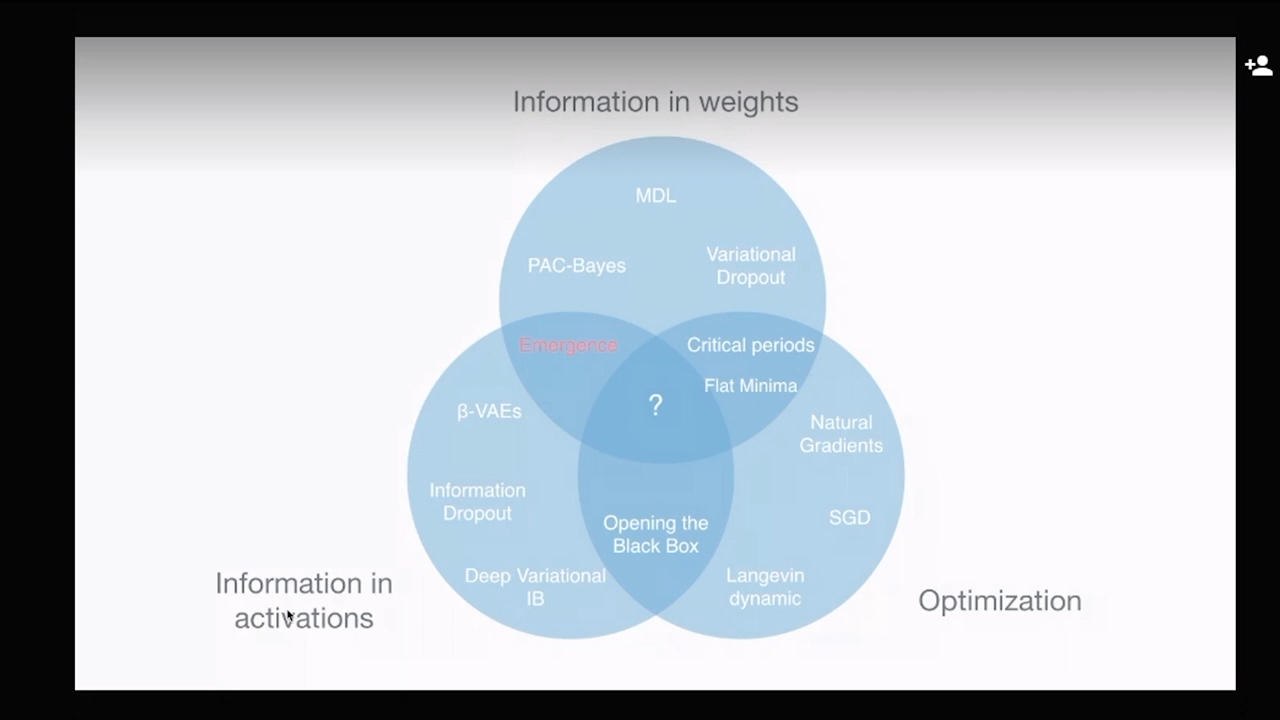 Information in weights
MDL
PAC-Bayes
Variational
Dropout
Emergence
Critical periods
Flat Minima
?
β-VAEs
Natural
Gradients
Information
Dropout
SGD
Opening the
Black Box
Deep Variational
IB
Langevin
dynamic
Information in
activations
Optimization